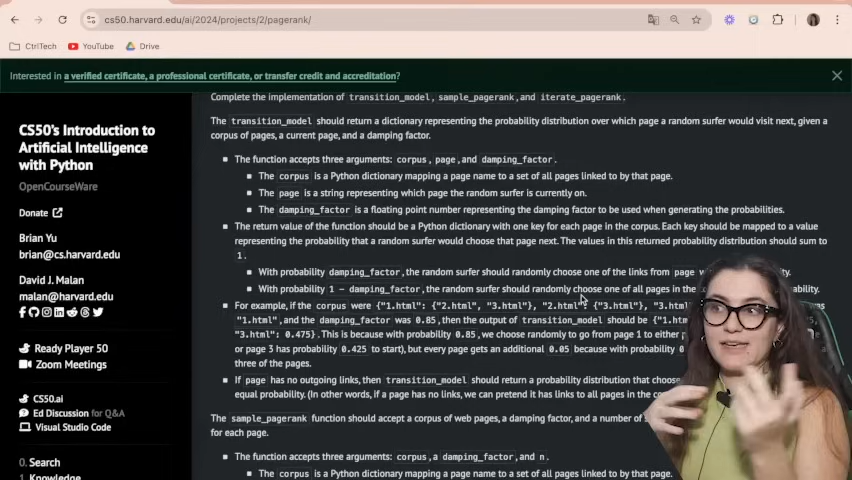 cs50.harvard.edu/ai/2024/projects/2/pagerank/
CtrlTech
YouTube
Drive
Interested in a verified certificate, a professional certificate, or transfer credit and accreditation?
CS50's Introduction to
Artificial Intelligence
with Python
OpenCourseWare
Donate
Brian Yu
brian@cs.harvard.edu
David J. Malan
malan@harvard.edu
Ready Player 50
Zoom Meetings
CS50.ai
Ed Discussion for Q&A
Visual Studio Code
0. Search
1. Knowledge
Complete the implementation of transition_model, sample_pagerank, and iterate_pagerank.
The transition_model should return a dictionary representing the probability distribution over which page a random surfer would visit next, given a
corpus of pages, a current page, and a damping factor.
The function accepts three arguments: corpus, page, and damping_factor.
The corpus is a Python dictionary mapping a page name to a set of all pages linked to by that page.
The page is a string representing which page the random surfer is currently on.
The damping_factor is a floating point number representing the damping factor to be used when generating the probabilities.
The return value of the function should be a Python dictionary with one key for each page in the corpus. Each key should be mapped to a value
representing the probability that a random surfer would choose that page next. The values in this returned probability distribution should sum to
1.
With probability damping_factor, the random surfer should randomly choose one of the links from page
With probability 1 - damping_factor, the random surfer should randomly choose one of all pages in the
For example, if the corpus were {"1.html": {"2.html", "3.html"}, "2.html": {"3.html"}, "3.html
"1.html", and the damping_factor was 0.85, then the output of transition_model should be {"1.html
"3.html": 0.475}. This is because with probability 0.85, we choose randomly to go from page 1 to either
or page 3 has probability 0.425 to start), but every page gets an additional 0.05 because with probability
three of the pages.
If page has no outgoing links, then transition_model should return a probability distribution that
equal probability. (In other words, if a page has no links, we can pretend it has links to all pages in the
The sample_pagerank function should accept a corpus of web pages, a damping factor, and a number of
for each page.
The function accepts three arguments: corpus, a damping_factor, and n.
The corpus is a Python dictionary mapping a page name to a set of all pages linked to by that page.